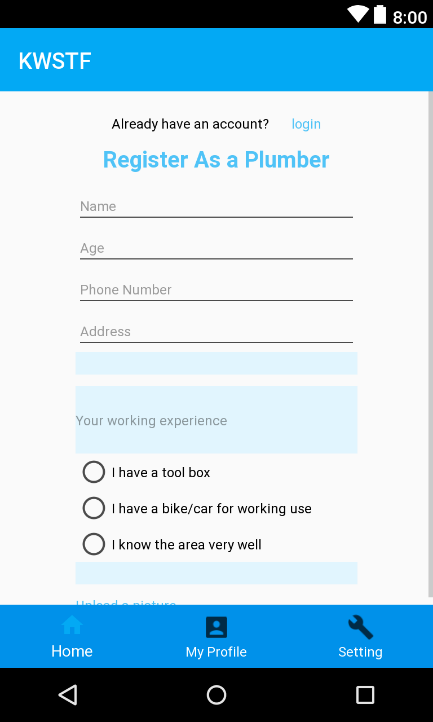 8:00
KWSTF
Already have an account? login
Register As a Plumber
Name
Age
Phone Number
Address
Your working experience
I have a tool box
I have a bike/car for working use
I know the area very well
Upload a picture
Home
My Profile
Setting